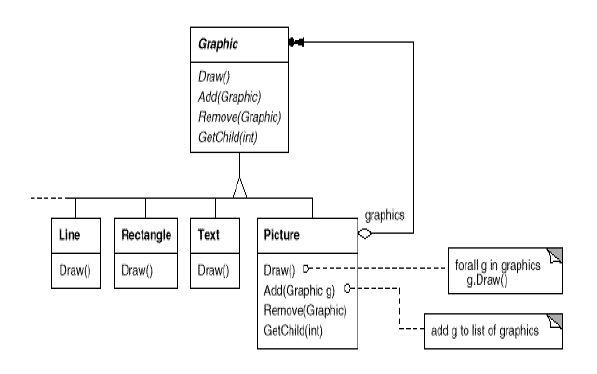 Graphic
Draw()
Add(Graphic)
Remove(Graphic)
GetChild(int)
graphics
Line
Draw()
Rectangle
Draw()
Text
Draw()
Picture
Draw()
Add(Graphic g)
Remove(Graphic)
GetChild(int)
forall g in graphics
g.Draw()
add g to list of graphics